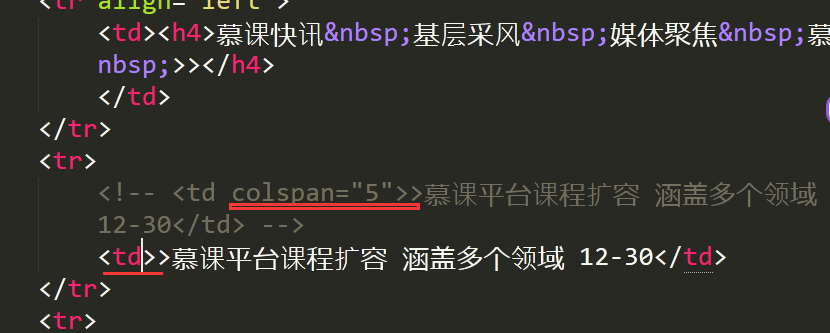 <tr align="left">
<td><h4>慕课快讯&nbsp;基层采风&nbsp;媒体聚焦&nbsp;慕
nbsp;>></h4>
</td>
</tr>
<tr>
<!-- <td colspan="5">>慕课平台课程扩容 涵盖多个领域
12-30</td> -->
<td>>慕课平台课程扩容 涵盖多个领域 12-30</td>
</tr>
<tr>